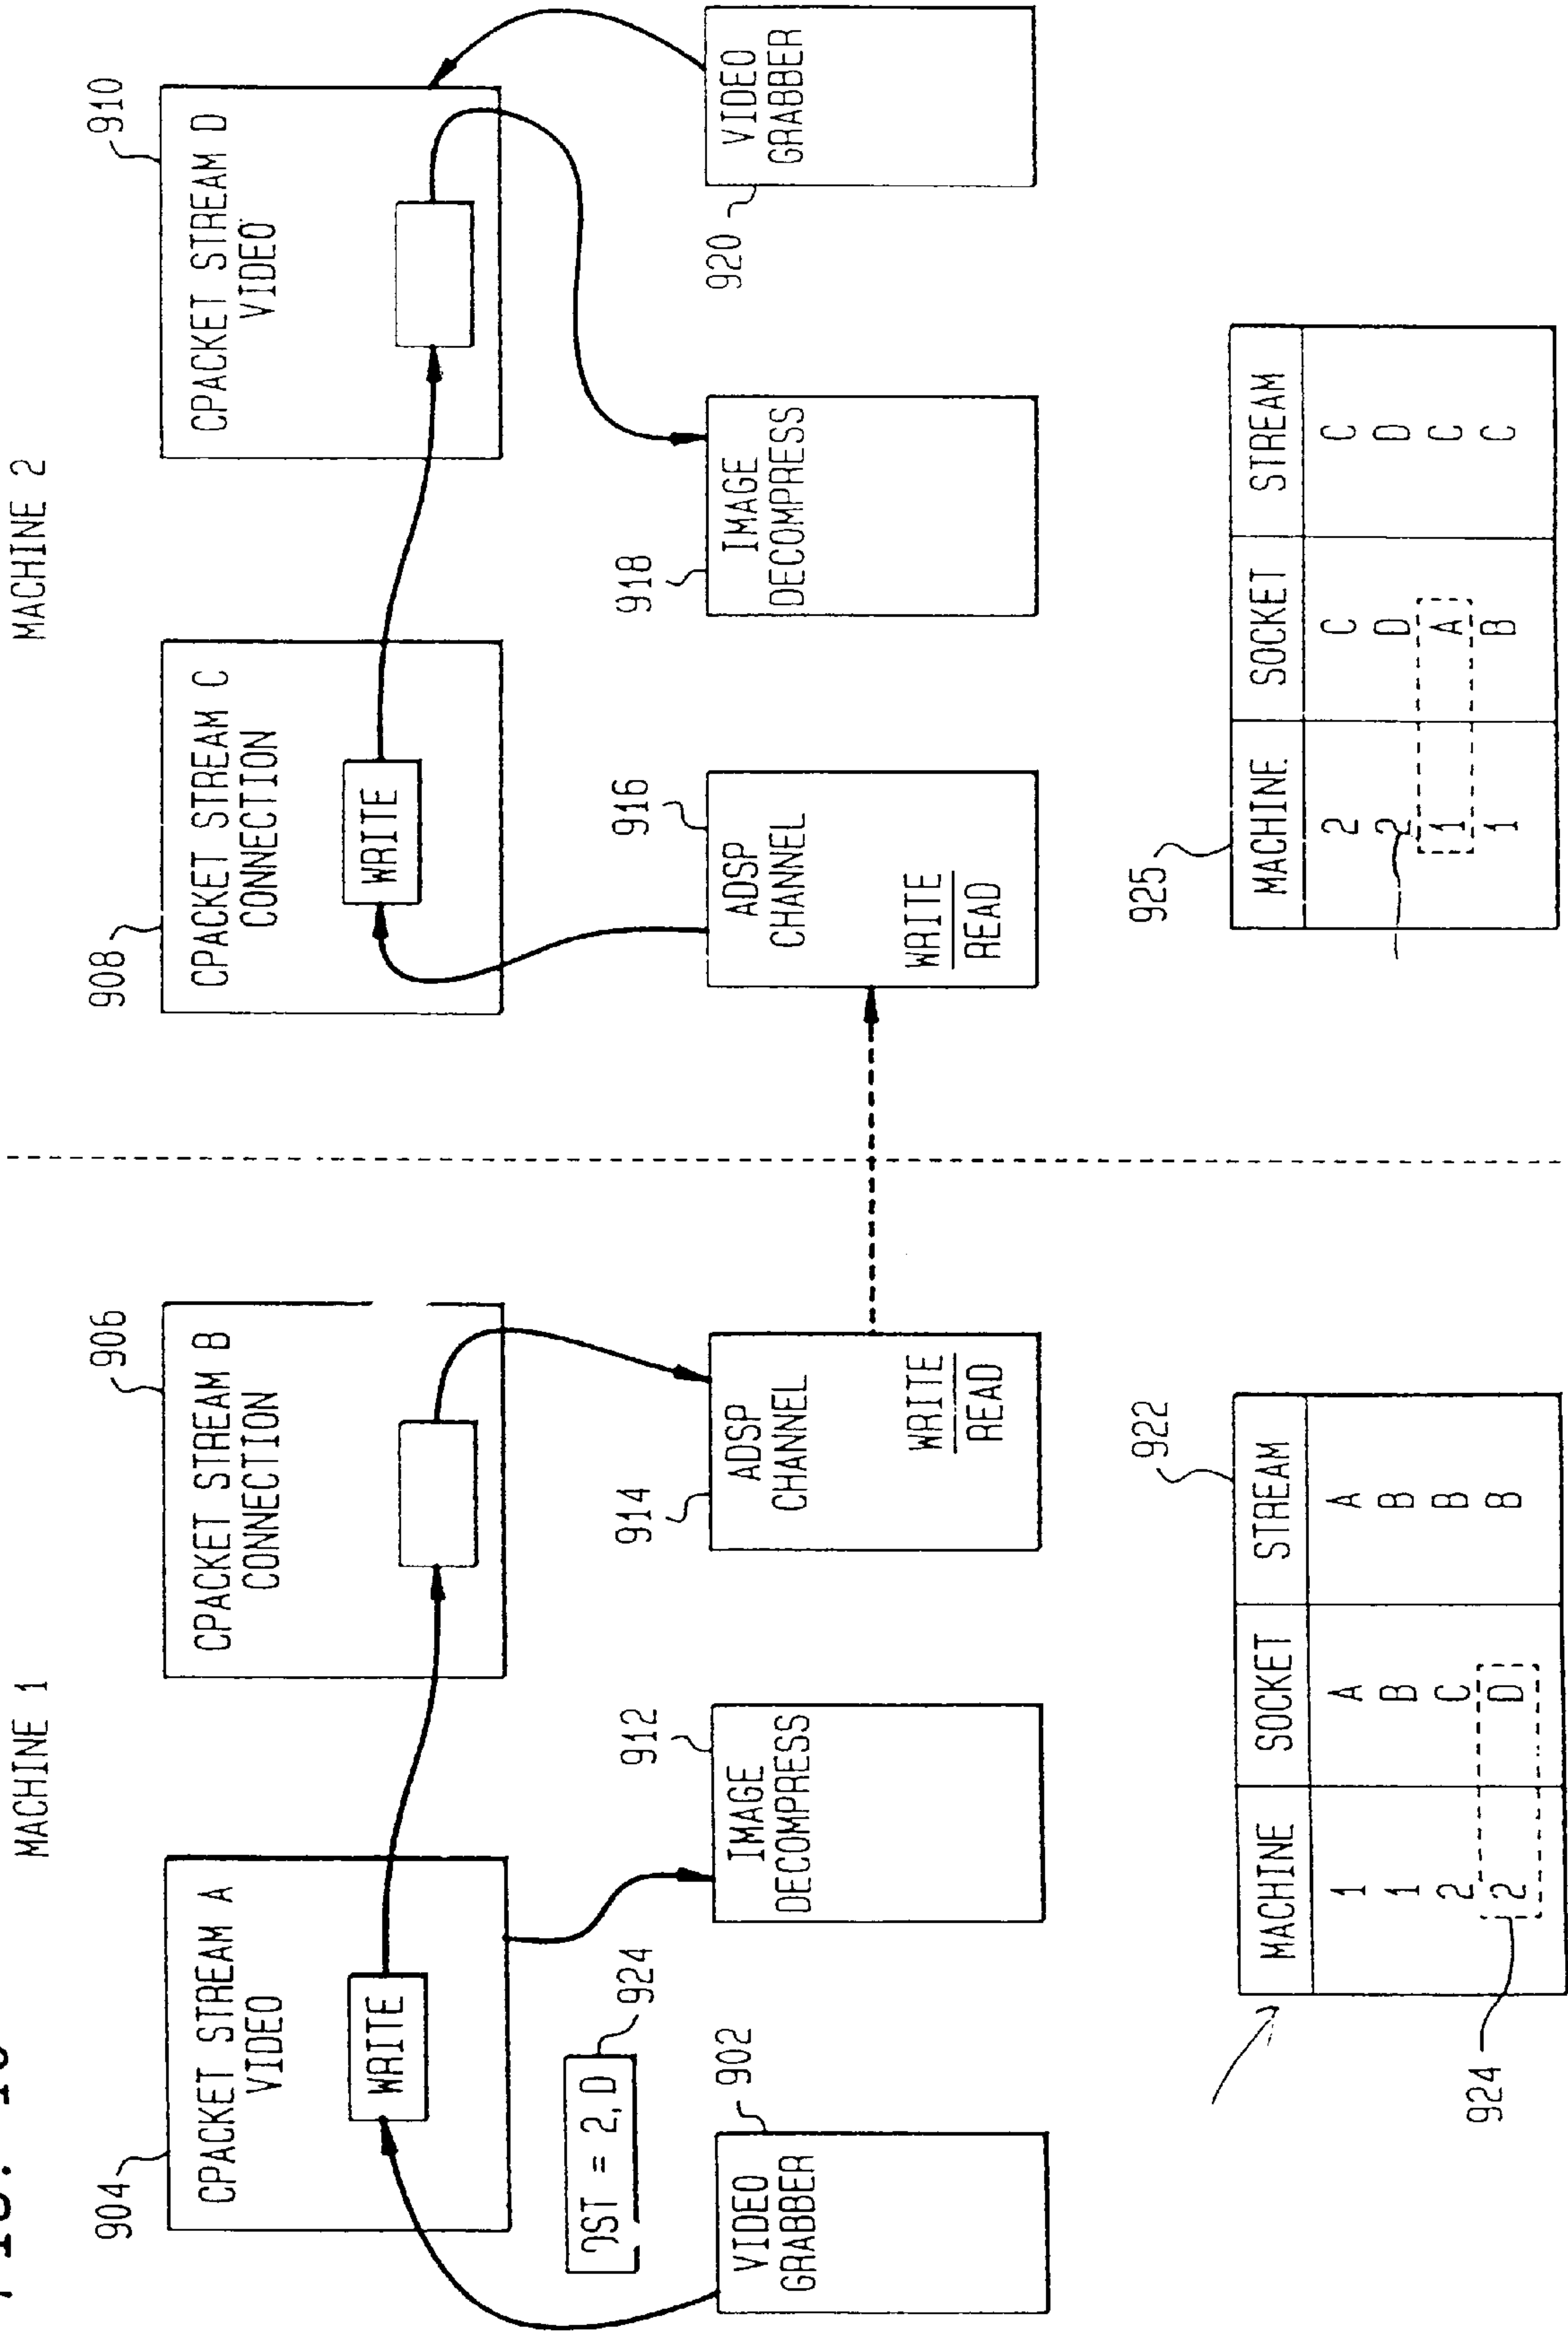 MACHINE 1
MACHINE 2
904
CPACKET STREAM A
VIDEO
WRITE
906
CPACKET STREAM B
CONNECTION
908
CPACKET STREAM C
CONNECTION
WRITE
910
CPACKET STREAM D
VIDEO
= 2, D
924
VIDEO
GRABBER
902
IMAGE
DECOMPRESS
912
ADSP
CHANNEL
WRITE
READ
914
ADSP
CHANNEL
WRITE
READ
916
IMAGE
DECOMPRESS
918
VIDEO
GRABBER
920
922
MACHINE SOCKET STREAM
1 A A
1 B B
2 C B
2 D B
924
925
MACHINE SOCKET STREAM
2 C C
2 D D
1 A C
1 B C